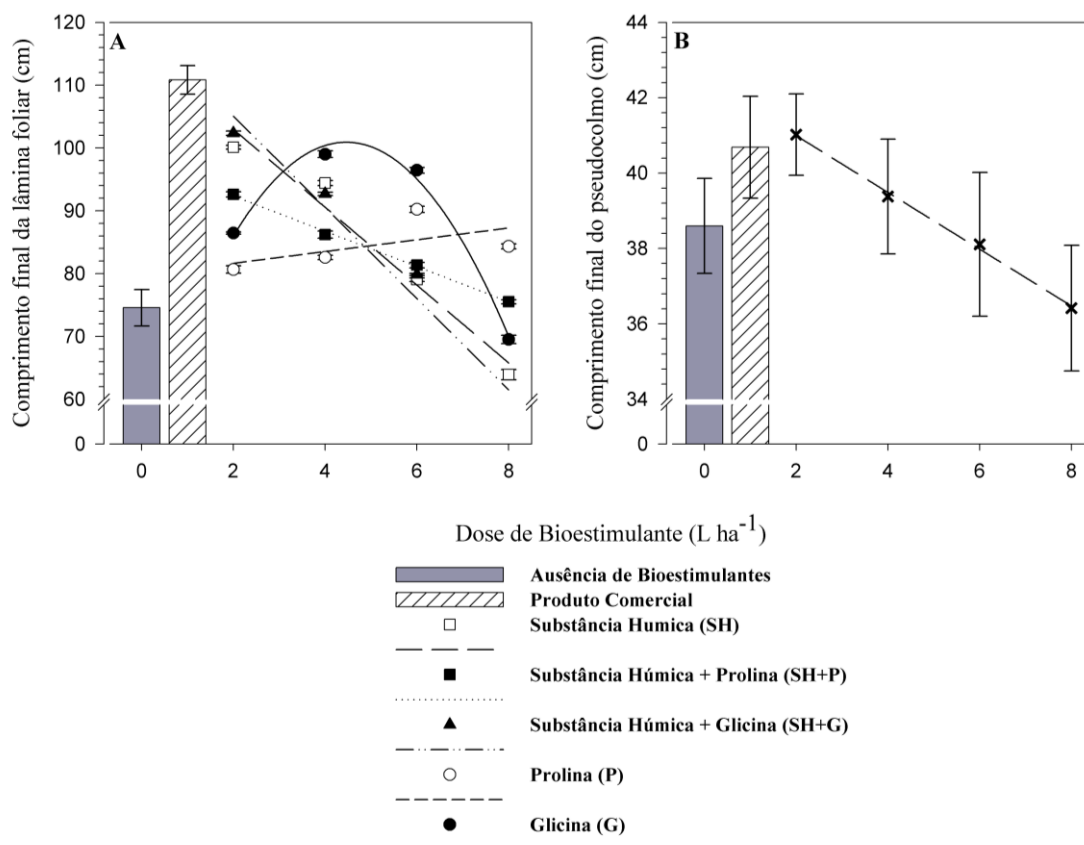 A
Comprimento final da lâmina foliar (cm)
120
110
100
90
80
70
60
0
0 2 4 6 8
B
Comprimento final do pseudocolmo (cm)
44
42
40
38
36
34
0
0 2 4 6 8
Dose de Bioestimulante (L ha-1)
Ausência de Bioestimulantes
Produto Comercial
Substância Humica (SH)
Substância Húmica + Prolina (SH+P)
Substância Húmica + Glicina (SH+G)
Prolina (P)
Glicina (G)